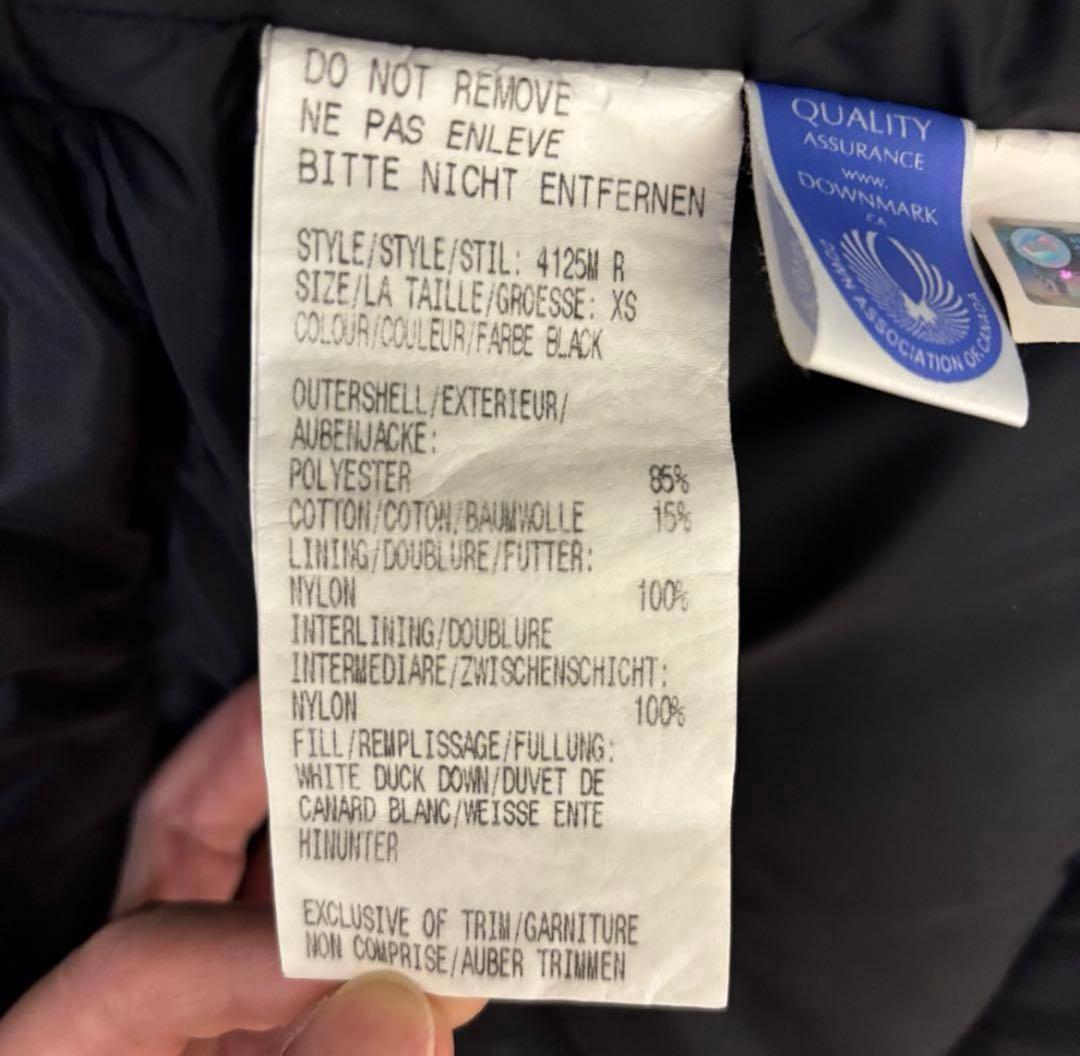 DO NOT REMOVE
NE PAS ENLEVE
BITTE NICHT ENTFERNEN
STYLE/STYLE/STIL: 4125M R
SIZE/LA TAILLE/GROESSE: XS
COLOUR/COULEUR/FARBE BLACK
OUTERSHELL/EXTERIEUR/
AUBENJACKE:
POLYESTER 85%
COTTON/COTON/BAUMWOLLE 15%
LINING/DOUBLURE/FUTTER:
NYLON 100%
INTERLINING/DOUBLURE
INTERMEDIARE/ZWISCHENSCHICHT:
NYLON 100%
FILL/REMPLISSAGE/FULLUNG:
WHITE DUCK DOWN/DUVET DE
CANARD BLANC/WEISSE ENTE
HINUNTER
EXCLUSIVE OF TRIM/GARNITURE
NON COMPRISE/AUBER TRIMMEN
QUALITY
ASSURANCE
www.
DOWNMARK
.CA
DOWN ASSOCIATION OF CANADA